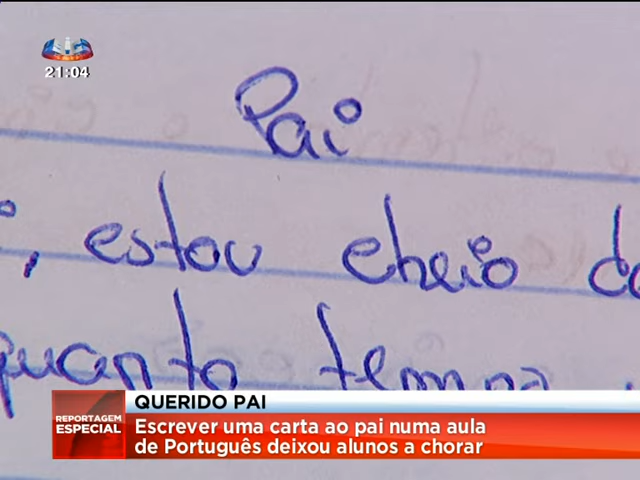 21:04
Pai
, estou cheio
quanto tempo
QUERIDO PAI
REPORTAGEM
ESPECIAL
Escrever uma carta ao pai numa aula
de Português deixou alunos a chorar